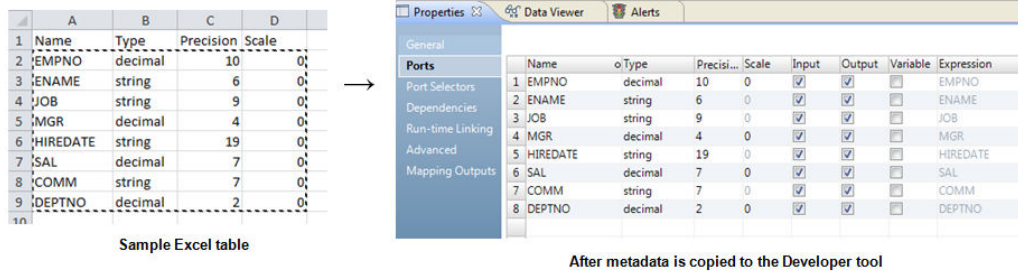 A B C D
1 Name Type Precision Scale
2 EMPNO decimal 10 0
3 ENAME string 6 0
4 JOB string 9 0
5 MGR decimal 4 0
6 HIREDATE string 19 0
7 SAL decimal 7 0
8 COMM string 7 0
9 DEPTNO decimal 2 0
10
Sample Excel table
→
Properties Data Viewer Alerts
General
Ports
Port Selectors
Dependencies
Run-time Linking
Advanced
Mapping Outputs
Name Type Precisi... Scale Input Output Variable Expression
1 EMPNO decimal 10 0 EMPNO
2 ENAME string 6 0 ENAME
3 JOB string 9 0 JOB
4 MGR decimal 4 0 MGR
5 HIREDATE string 19 0 HIREDATE
6 SAL decimal 7 0 SAL
7 COMM string 7 0 COMM
8 DEPTNO decimal 2 0 DEPTNO
After metadata is copied to the Developer tool